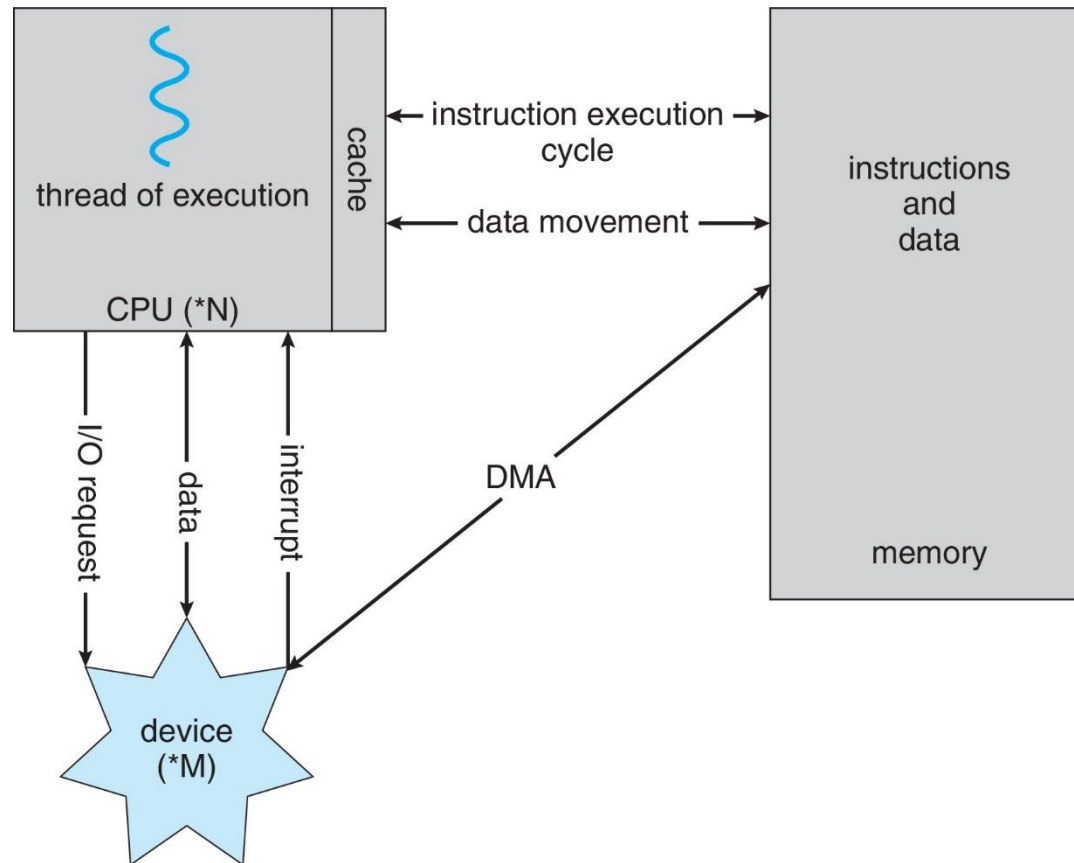 thread of execution
CPU (*N)
cache
instruction execution
cycle
data movement
instructions
and
data
memory
I/O request
data
interrupt
DMA
device
(*M)